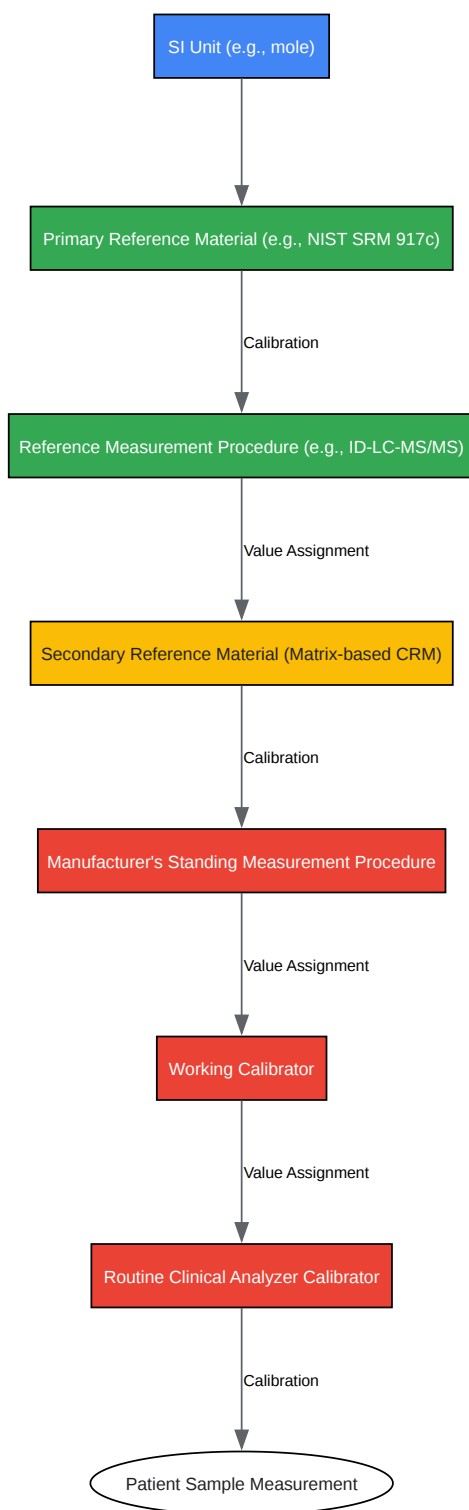 SI Unit (e.g., mole)
Primary Reference Material (e.g., NIST SRM 917c)
Calibration
Reference Measurement Procedure (e.g., ID-LC-MS/MS)
Value Assignment
Secondary Reference Material (Matrix-based CRM)
Calibration
Manufacturer's Standing Measurement Procedure
Value Assignment
Working Calibrator
Value Assignment
Routine Clinical Analyzer Calibrator
Calibration
Patient Sample Measurement